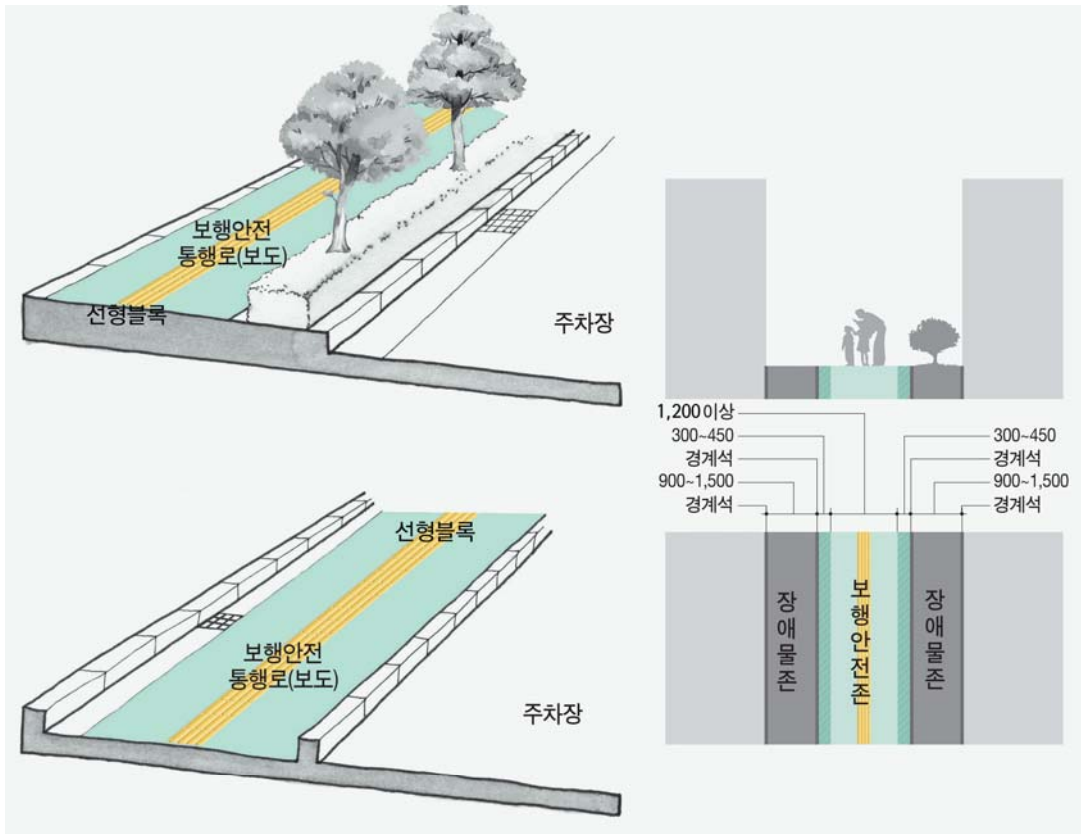 보행안전
통행로(보도)
선형블록
주차장
선형블록
보행안전
통행로(보도)
주차장
1,200이상
300~450
경계석
900~1,500
경계석
300~450
경계석
900~1,500
경계석
장애물존
보행안전존
장애물존